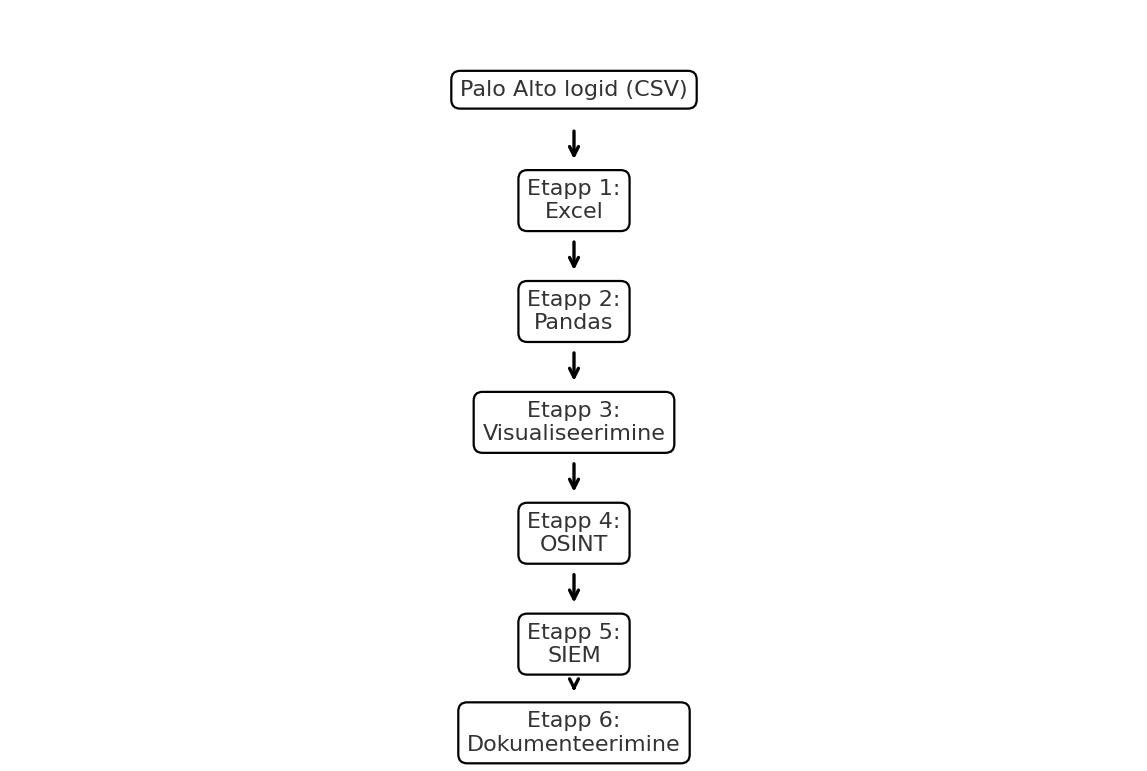 Palo Alto logid (CSV)
Etapp 1:
Excel
Etapp 2:
Pandas
Etapp 3:
Visualiseerimine
Etapp 4:
OSINT
Etapp 5:
SIEM
Etapp 6:
Dokumenteerimine